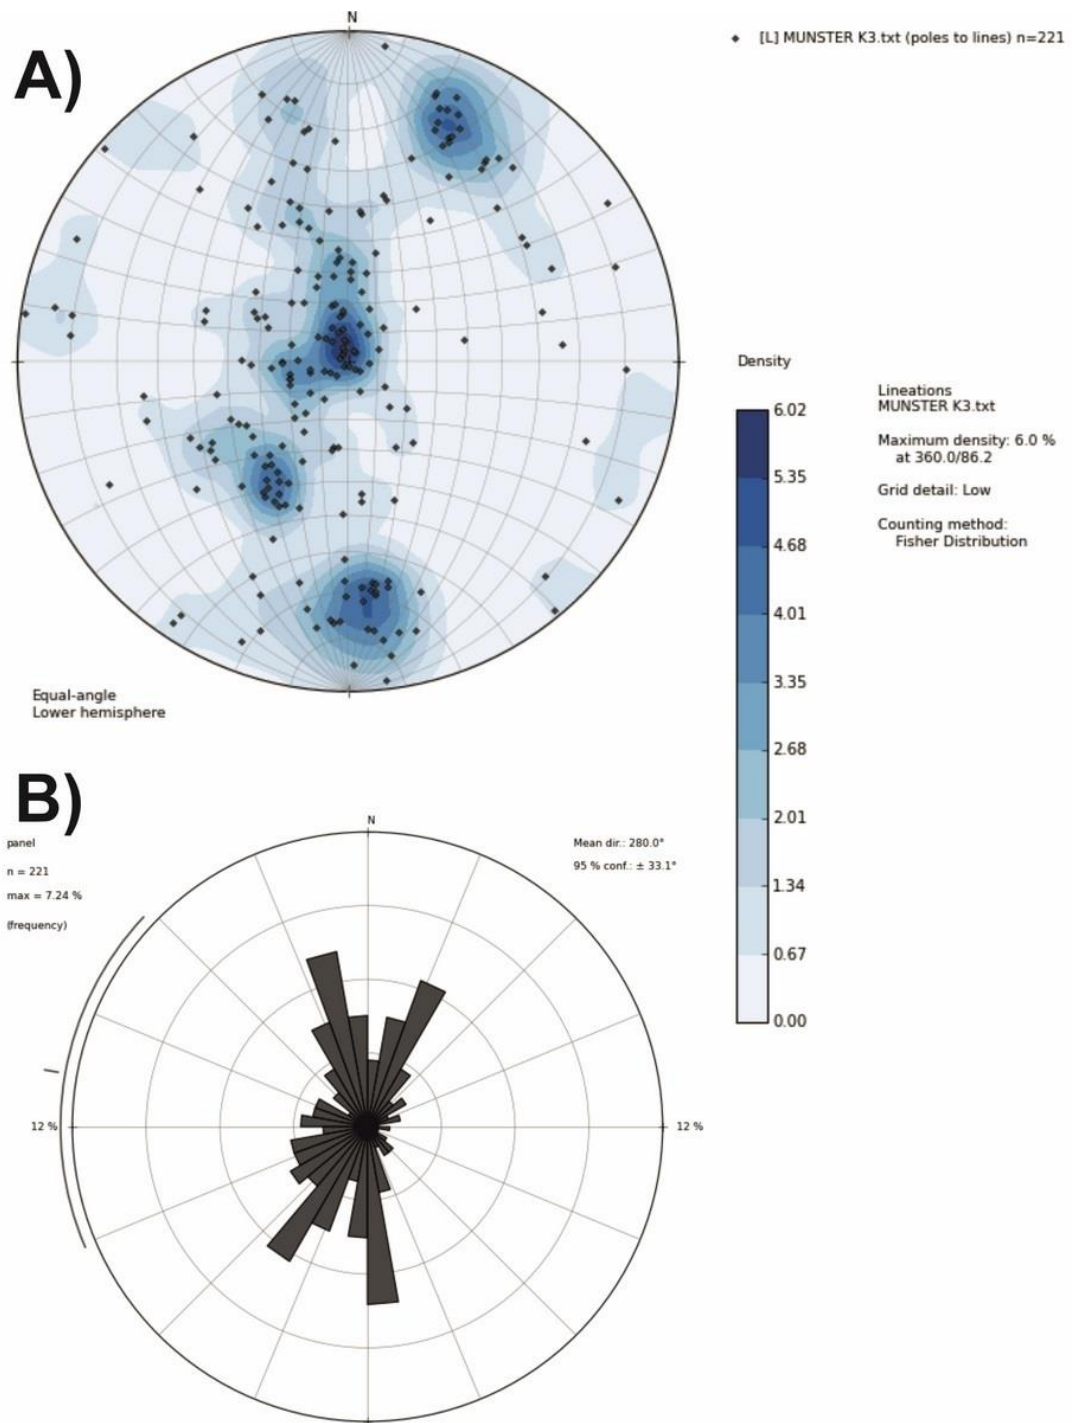 A)
N
[L] MUNSTER K3.txt (poles to lines) n=221
Density
6.02
5.35
4.68
4.01
3.35
2.68
2.01
1.34
0.67
0.00
Lineations
MUNSTER K3.txt
Maximum density: 6.0 %
at 360.0/86.2
Grid detail: Low
Counting method:
Fisher Distribution
Equal-angle
Lower hemisphere
B)
panel
n = 221
max = 7.24 %
(frequency)
N
Mean dir.: 280.0°
95 % conf.: ± 33.1°
12 %
12 %